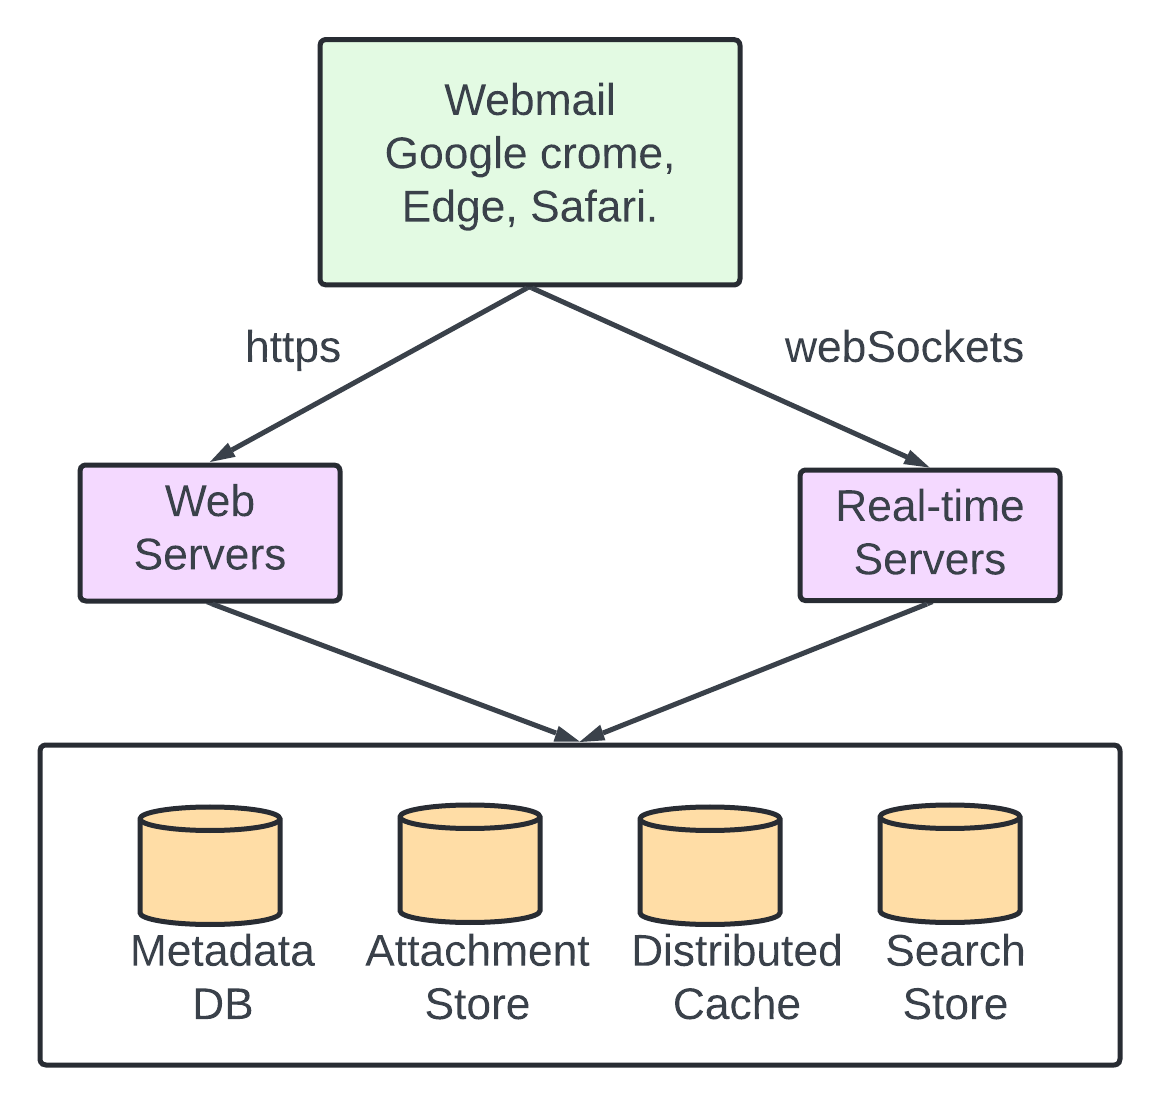 Webmail
Google crome,
Edge, Safari.
https
webSockets
Web
Servers
Real-time
Servers
Metadata
DB
Attachment
Store
Distributed
Cache
Search
Store